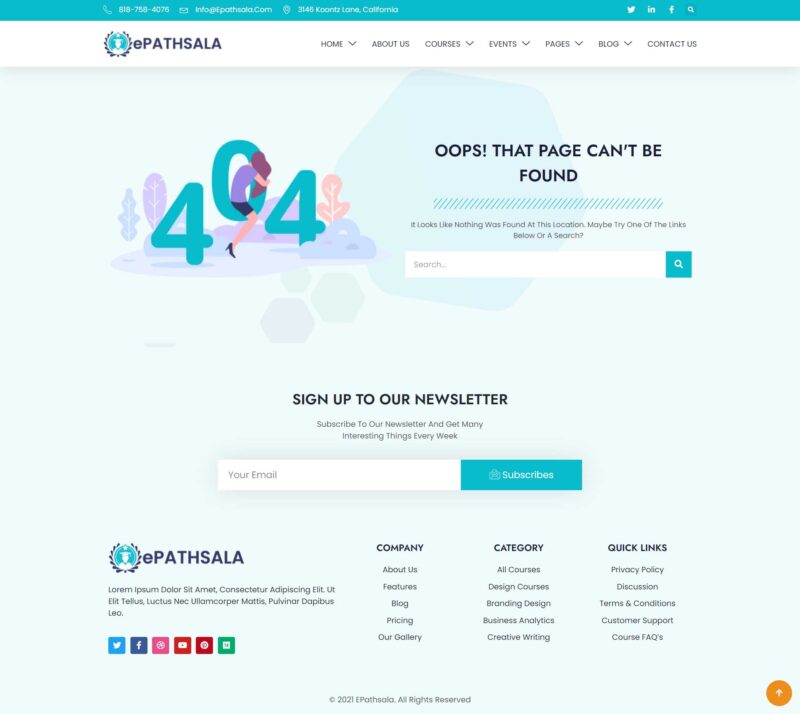 818-758-4076 Info@Epathsala.Com 3146 Koontz Lane, California
ePATHSALA
HOME ABOUT US COURSES EVENTS PAGES BLOG CONTACT US
404
OOPS! THAT PAGE CAN'T BE
FOUND
It Looks Like Nothing Was Found At This Location. Maybe Try One Of The Links
Below Or A Search?
Search...
SIGN UP TO OUR NEWSLETTER
Subscribe To Our Newsletter And Get Many
Interesting Things Every Week
Your Email Subscribes
ePATHSALA
Lorem Ipsum Dolor Sit Amet, Consectetur Adipiscing Elit. Ut
Elit Tellus, Luctus Nec Ullamcorper Mattis, Pulvinar Dapibus
Leo.
COMPANY
About Us
Features
Blog
Pricing
Our Gallery
CATEGORY
All Courses
Design Courses
Branding Design
Business Analytics
Creative Writing
QUICK LINKS
Privacy Policy
Discussion
Terms & Conditions
Customer Support
Course FAQ's
© 2021 EPathsala. All Rights Reserved